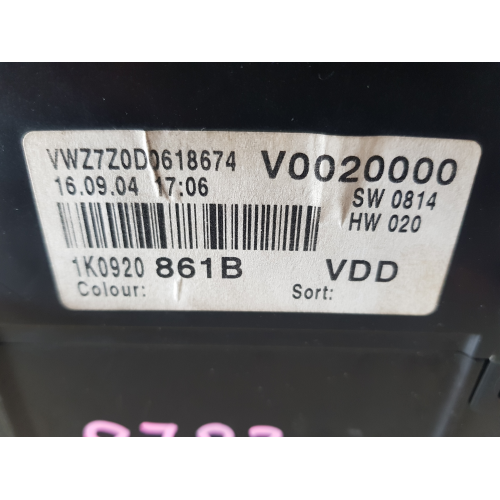 VWZ7Z0D0618674 V0020000
16.09.04 17:06 SW 0814
HW 020
1K0920 861B VDD
Colour: Sort: